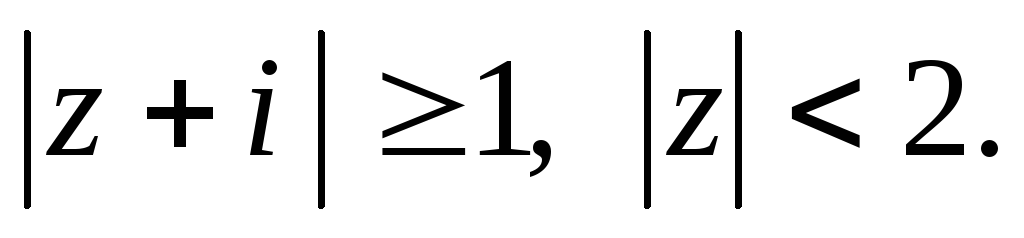 |z + i| ≥1, |z| < 2.